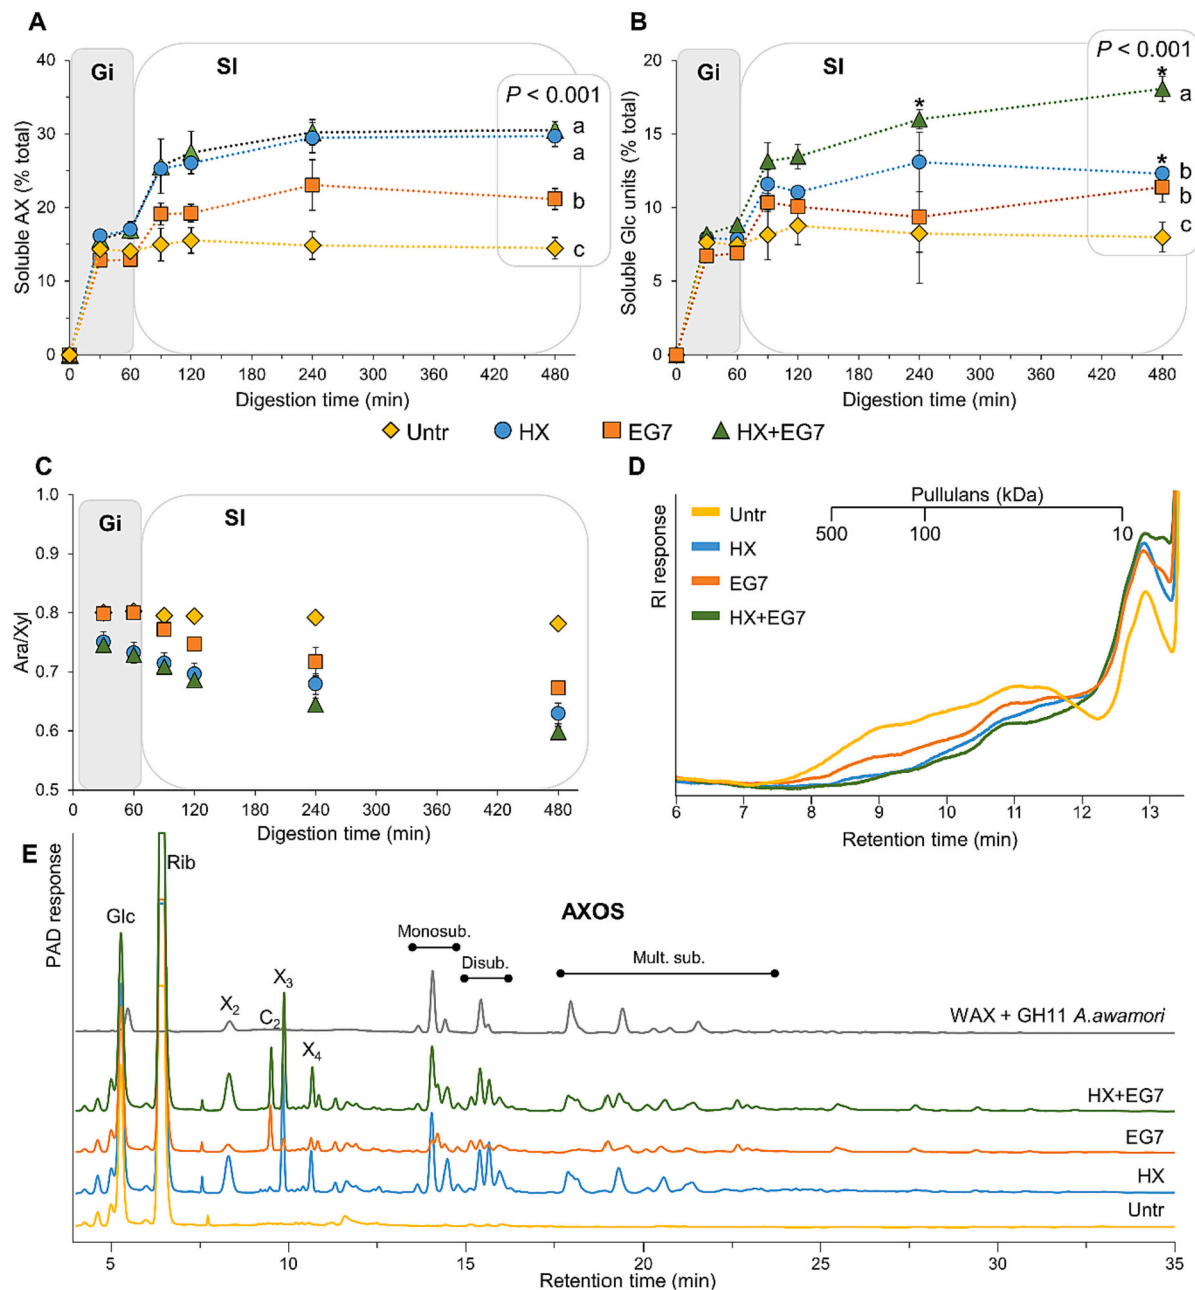 A
B
40
30
20
10
0
Soluble AX (% total)
Gi
SI
P < 0.001
a
a
b
c
0 60 120 180 240 300 360 420 480
Digestion time (min)
20
15
10
5
0
Soluble Glc units (% total)
Gi
SI
P < 0.001
*
*
a
*
b
b
c
0 60 120 180 240 300 360 420 480
Digestion time (min)
Untr HX EG7 HX+EG7
C
1.0
0.9
0.8
0.7
0.6
0.5
Ara/Xyl
Gi
SI
0 60 120 180 240 300 360 420 480
Digestion time (min)
D
RI response
Untr
HX
EG7
HX+EG7
Pullulans (kDa)
500 100 10
6 7 8 9 10 11 12 13
Retention time (min)
E
PAD response
Glc
Rib
X2
C2
X3
X4
AXOS
Monosub.
Disub.
Mult. sub.
WAX + GH11 A.awamori
HX+EG7
EG7
HX
Untr
5 10 15 20 25 30 35
Retention time (min)